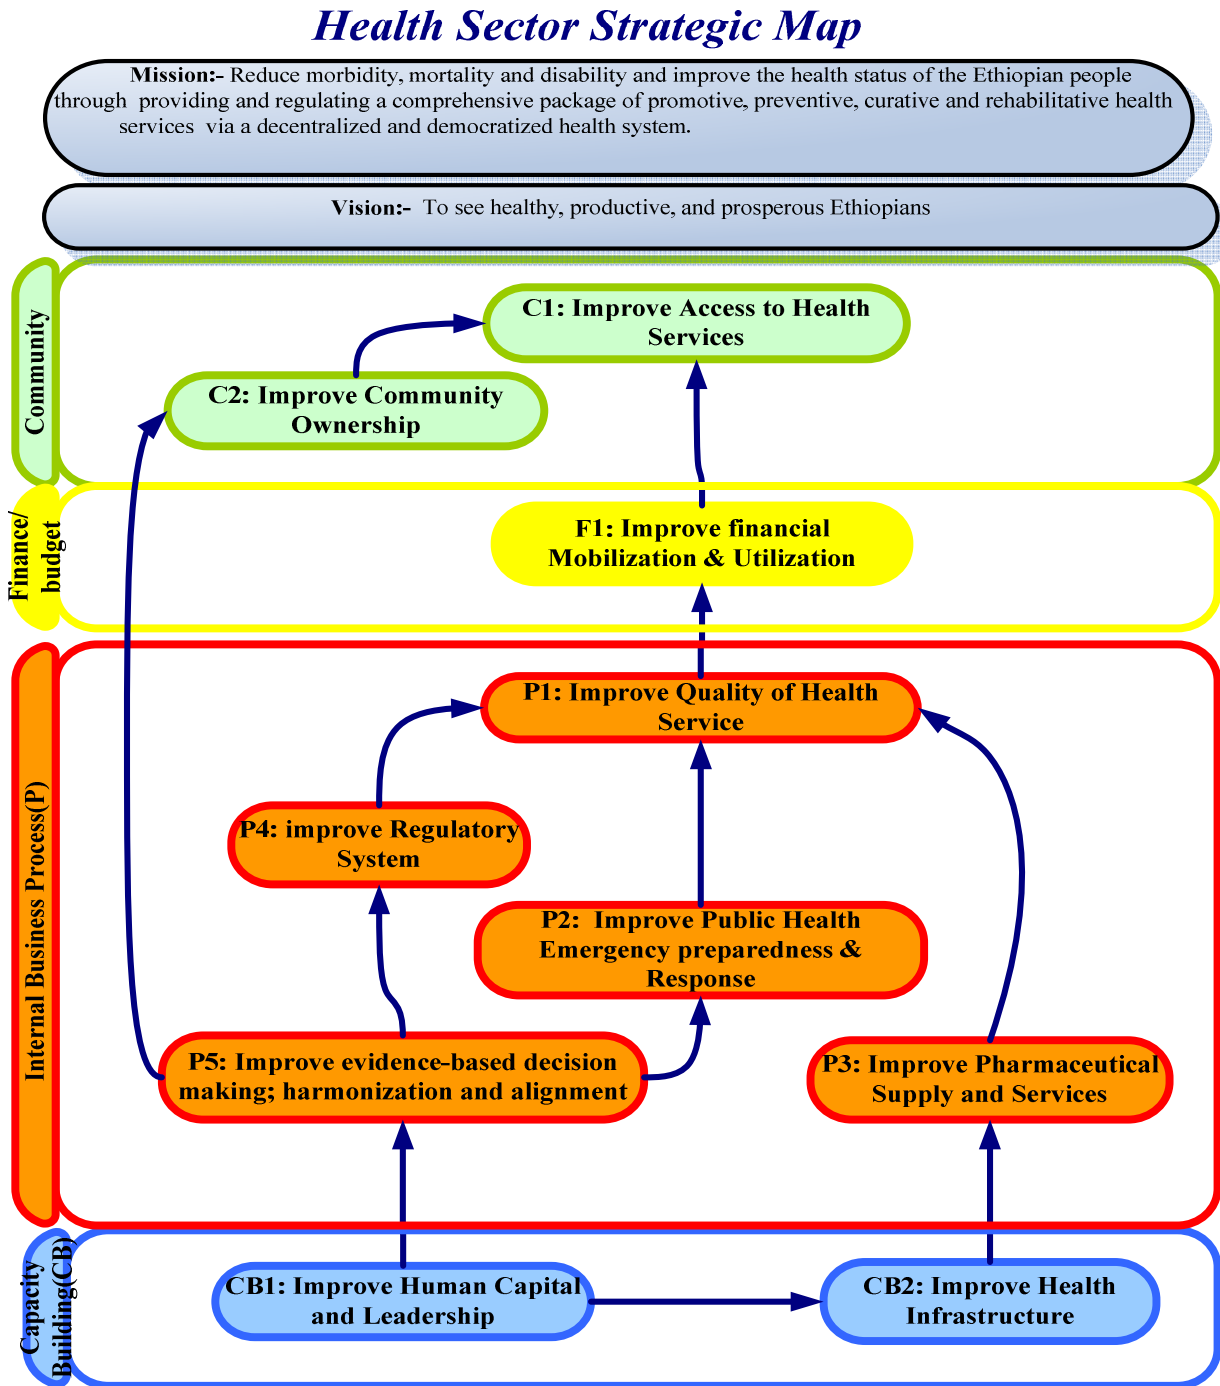 Health Sector Strategic Map
Mission:- Reduce morbidity, mortality and disability and improve the health status of the Ethiopian people
through providing and regulating a comprehensive package of promotive, preventive, curative and rehabilitative health
services via a decentralized and democratized health system.
Vision:- To see healthy, productive, and prosperous Ethiopians
Community
C1: Improve Access to Health
Services
C2: Improve Community
Ownership
Finance/
budget
F1: Improve financial
Mobilization & Utilization
Internal Business Process(P)
P1: Improve Quality of Health
Service
P4: improve Regulatory
System
P2: Improve Public Health
Emergency preparedness &
Response
P5: Improve evidence-based decision
making; harmonization and alignment
P3: Improve Pharmaceutical
Supply and Services
Capacity
Building(CB)
CB1: Improve Human Capital
and Leadership
CB2: Improve Health
Infrastructure